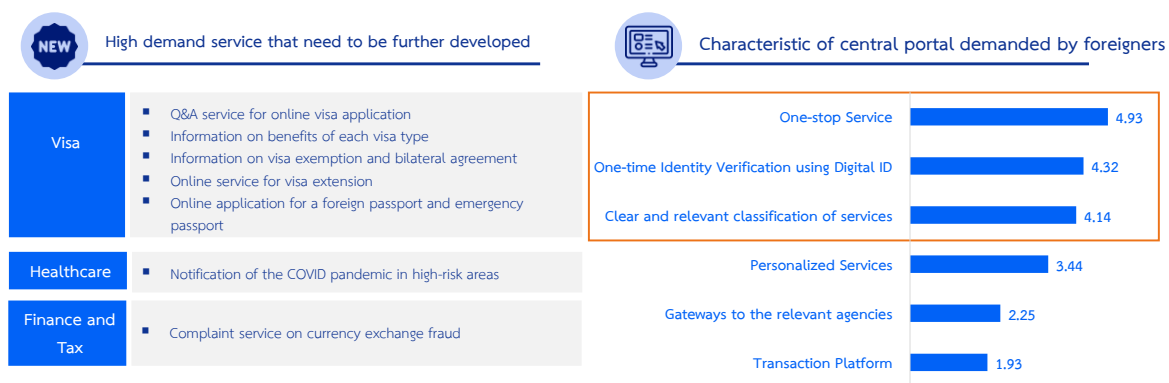 NEW
High demand service that need to be further developed
Visa
▪ Q&A service for online visa application
▪ Information on benefits of each visa type
▪ Information on visa exemption and bilateral agreement
▪ Online service for visa extension
▪ Online application for a foreign passport and emergency
passport
Healthcare
▪ Notification of the COVID pandemic in high-risk areas
Finance and
Tax
▪ Complaint service on currency exchange fraud
Characteristic of central portal demanded by foreigners
One-stop Service 4.93
One-time Identity Verification using Digital ID 4.32
Clear and relevant classification of services 4.14
Personalized Services 3.44
Gateways to the relevant agencies 2.25
Transaction Platform 1.93